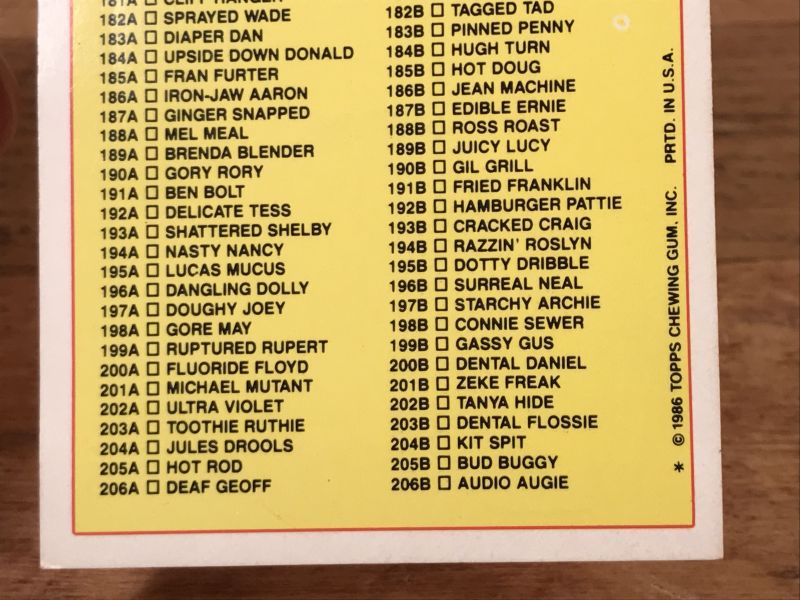 181A ☐ CLIFF HANGER
182A ☐ SPRAYED WADE
183A ☐ DIAPER DAN
184A ☐ UPSIDE DOWN DONALD
185A ☐ FRAN FURTER
186A ☐ IRON-JAW AARON
187A ☐ GINGER SNAPPED
188A ☐ MEL MEAL
189A ☐ BRENDA BLENDER
190A ☐ GORY RORY
191A ☐ BEN BOLT
192A ☐ DELICATE TESS
193A ☐ SHATTERED SHELBY
194A ☐ NASTY NANCY
195A ☐ LUCAS MUCUS
196A ☐ DANGLING DOLLY
197A ☐ DOUGHY JOEY
198A ☐ GORE MAY
199A ☐ RUPTURED RUPERT
200A ☐ FLUORIDE FLOYD
201A ☐ MICHAEL MUTANT
202A ☐ ULTRA VIOLET
203A ☐ TOOTHIE RUTHIE
204A ☐ JULES DROOLS
205A ☐ HOT ROD
206A ☐ DEAF GEOFF
182B ☐ TAGGED TAD
183B ☐ PINNED PENNY
184B ☐ HUGH TURN
185B ☐ HOT DOUG
186B ☐ JEAN MACHINE
187B ☐ EDIBLE ERNIE
188B ☐ ROSS ROAST
189B ☐ JUICY LUCY
190B ☐ GIL GRILL
191B ☐ FRIED FRANKLIN
192B ☐ HAMBURGER PATTIE
193B ☐ CRACKED CRAIG
194B ☐ RAZZIN' ROSLYN
195B ☐ DOTTY DRIBBLE
196B ☐ SURREAL NEAL
197B ☐ STARCHY ARCHIE
198B ☐ CONNIE SEWER
199B ☐ GASSY GUS
200B ☐ DENTAL DANIEL
201B ☐ ZEKE FREAK
202B ☐ TANYA HIDE
203B ☐ DENTAL FLOSSIE
204B ☐ KIT SPIT
205B ☐ BUD BUGGY
206B ☐ AUDIO AUGIE
* © 1986 TOPPS CHEWING GUM, INC. PRTD. IN U.S.A.